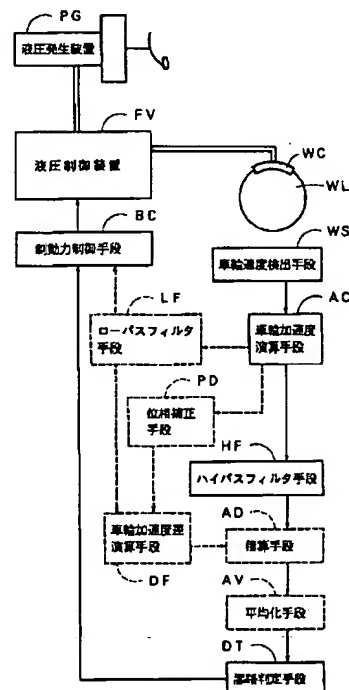 PG
液圧発生装置
FV
液圧制御装置
WC
WL
BC
制動力制御手段
WS
車輪速度検出手段
LF
ローパスフィルタ
手段
AC
車輪加速度
演算手段
PD
位相補正
手段
HF
ハイパスフィルタ手段
車輪加速度差
演算手段
DF
AD
積算手段
AV
平均化手段
DT
悪路判定手段